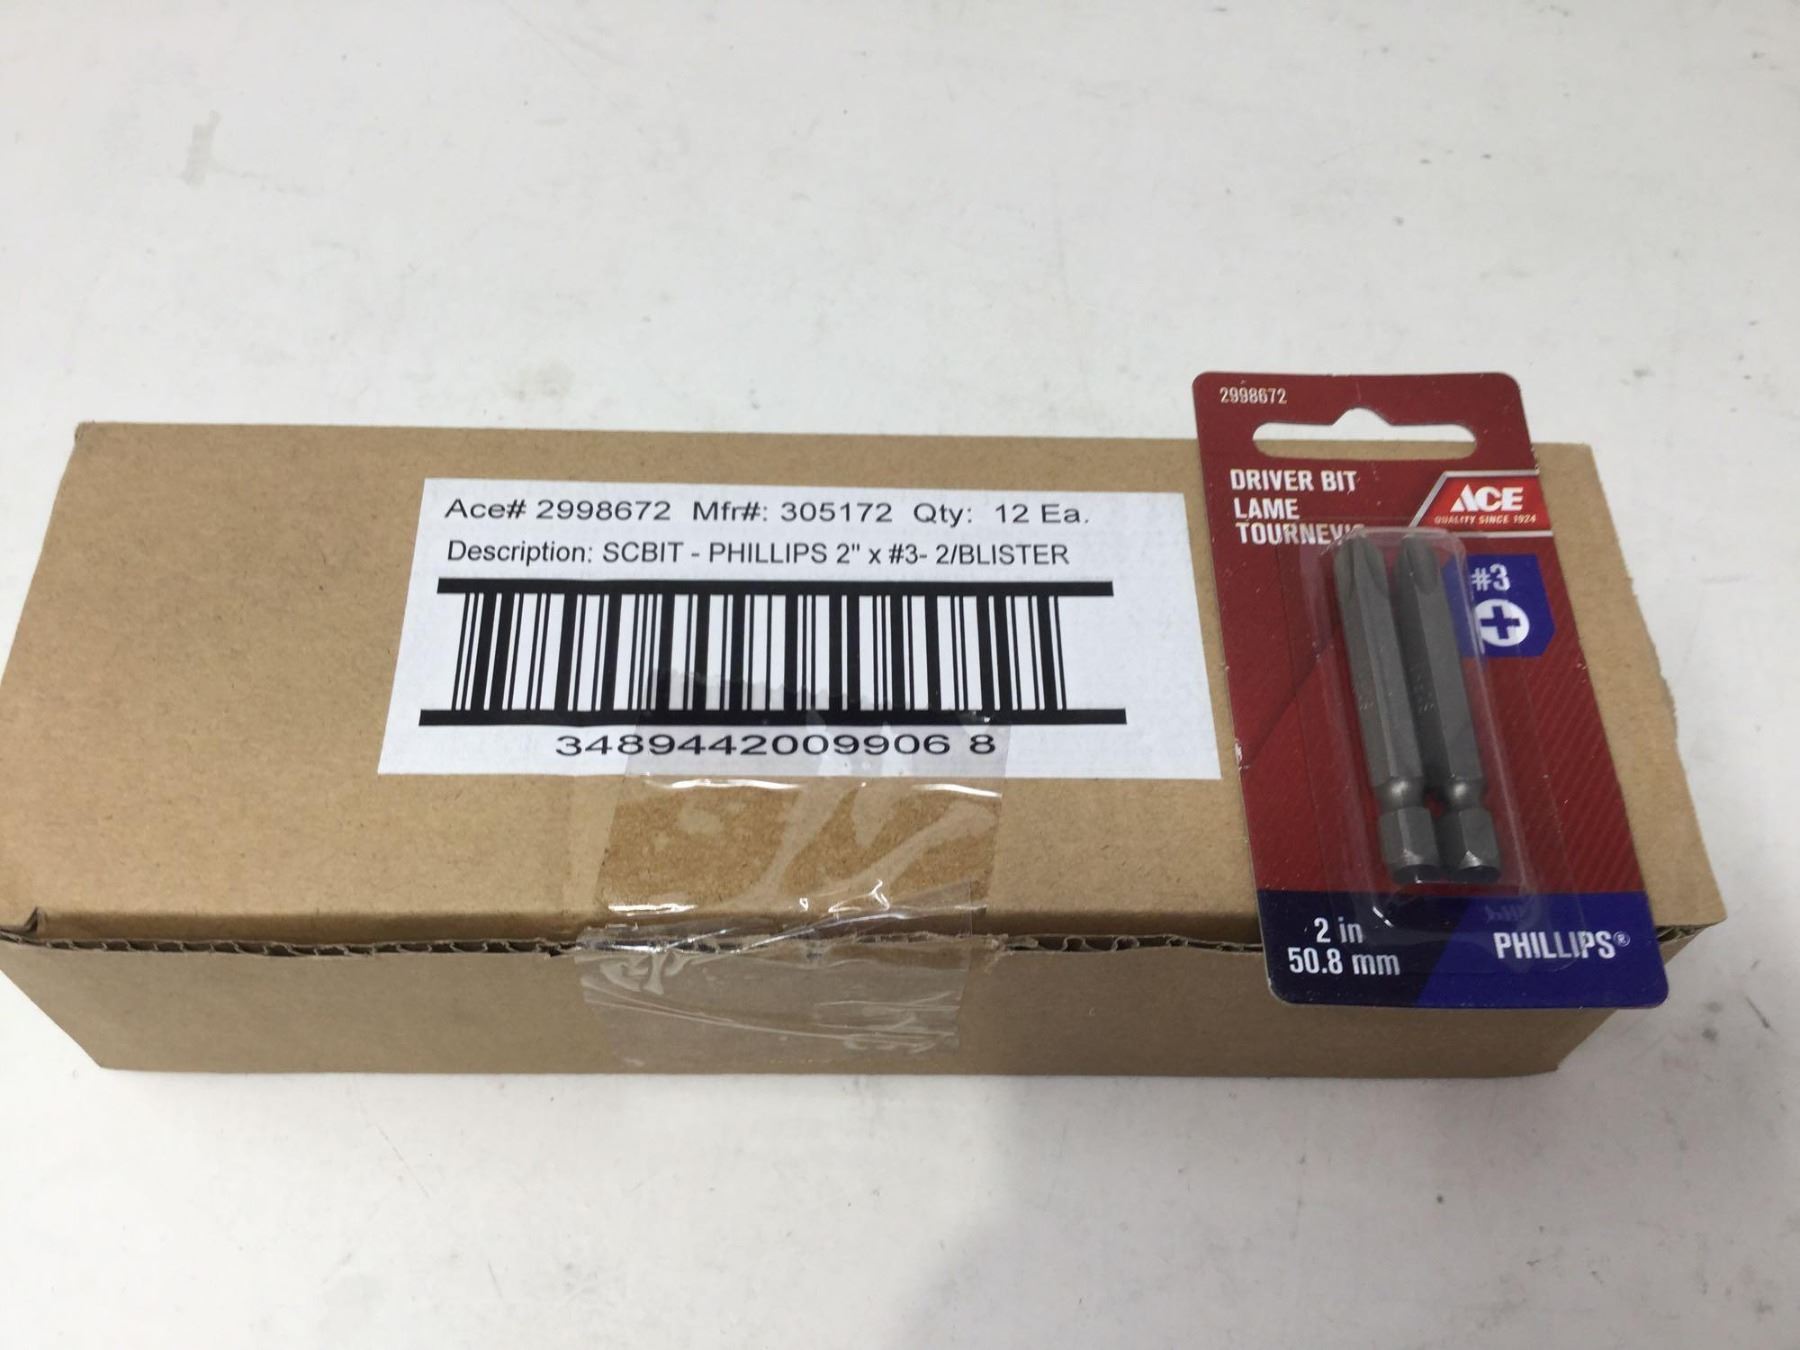 Ace# 2998672 Mfr#: 305172 Qty: 12 Ea.
Description: SCBIT - PHILLIPS 2" x #3- 2/BLISTER
3489442009906 8
2998672
DRIVER BIT
LAME
ACE
QUALITY SINCE 1924
#3
2 in
50.8 mm
PHILLIPS®